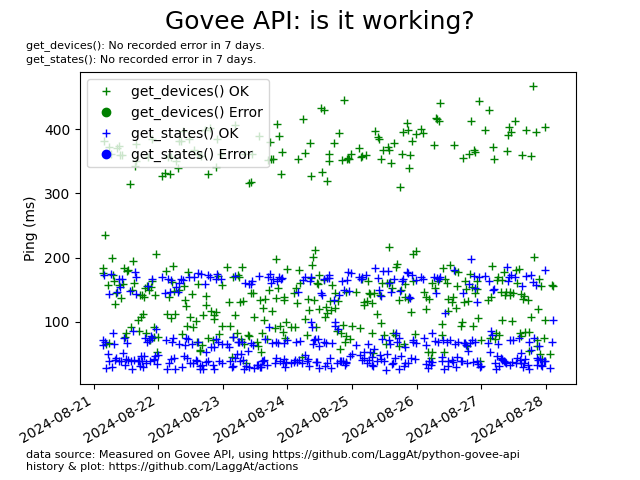 Govee API: is it working?
get_devices(): No recorded error in 7 days.
get_states(): No recorded error in 7 days.
get_devices() OK
get_devices() Error
get_states() OK
get_states() Error
Ping (ms)
400
300
200
100
2024-08-21
2024-08-22
2024-08-23
2024-08-24
2024-08-25
2024-08-26
2024-08-27
2024-08-28
data source: Measured on Govee API, using https://github.com/LaggAt/python-govee-api
history & plot: https://github.com/LaggAt/actions